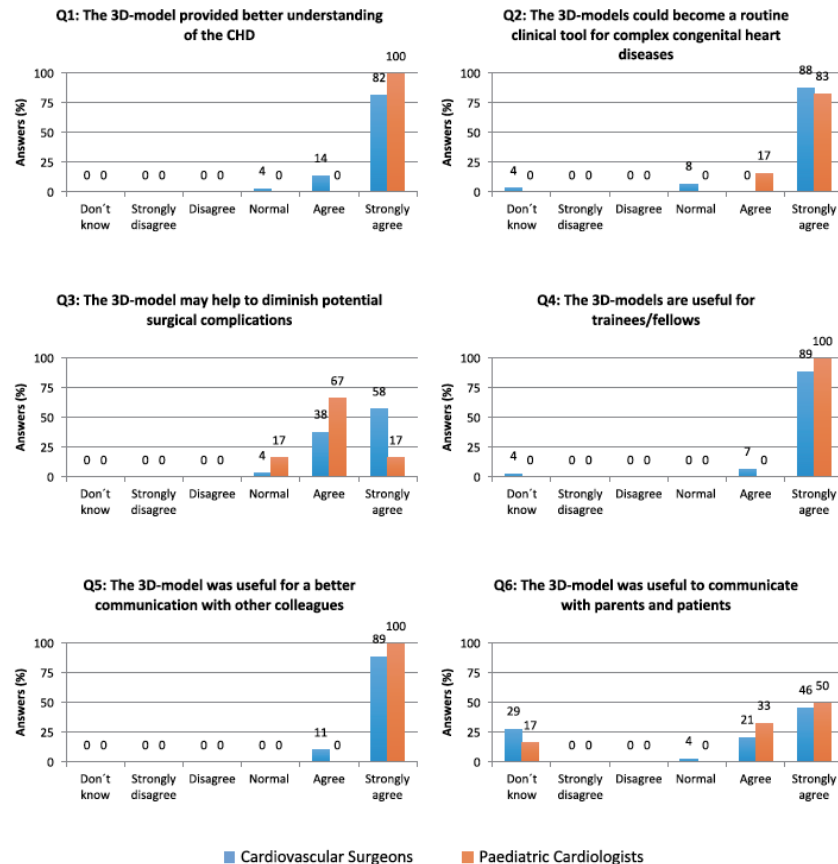 Q1: The 3D-model provided better understanding
of the CHD
100
75
50
25
0
Answers (%)
0 0 0 0 0 0 4 0 14 0 82 100
Don´t know Strongly disagree Disagree Normal Agree Strongly agree
Q2: The 3D-models could become a routine
clinical tool for complex congenital heart
diseases
100
75
50
25
0
Answers (%)
4 0 0 0 0 0 8 0 0 17 88 83
Don´t know Strongly disagree Disagree Normal Agree Strongly agree
Q3: The 3D-model may help to diminish potential
surgical complications
100
75
50
25
0
Answers (%)
0 0 0 0 0 0 4 17 38 67 58 17
Don´t know Strongly disagree Disagree Normal Agree Strongly agree
Q4: The 3D-models are useful for
trainees/fellows
100
75
50
25
0
Answers (%)
4 0 0 0 0 0 0 0 7 0 89 100
Don´t know Strongly disagree Disagree Normal Agree Strongly agree
Q5: The 3D-model was useful for a better
communication with other colleagues
100
75
50
25
0
Answers (%)
0 0 0 0 0 0 0 0 11 0 89 100
Don´t know Strongly disagree Disagree Normal Agree Strongly agree
Q6: The 3D-model was useful to communicate
with parents and patients
100
75
50
25
0
Answers (%)
29 17 0 0 0 0 4 0 21 33 46 50
Don´t know Strongly disagree Disagree Normal Agree Strongly agree
Cardiovascular Surgeons Paediatric Cardiologists